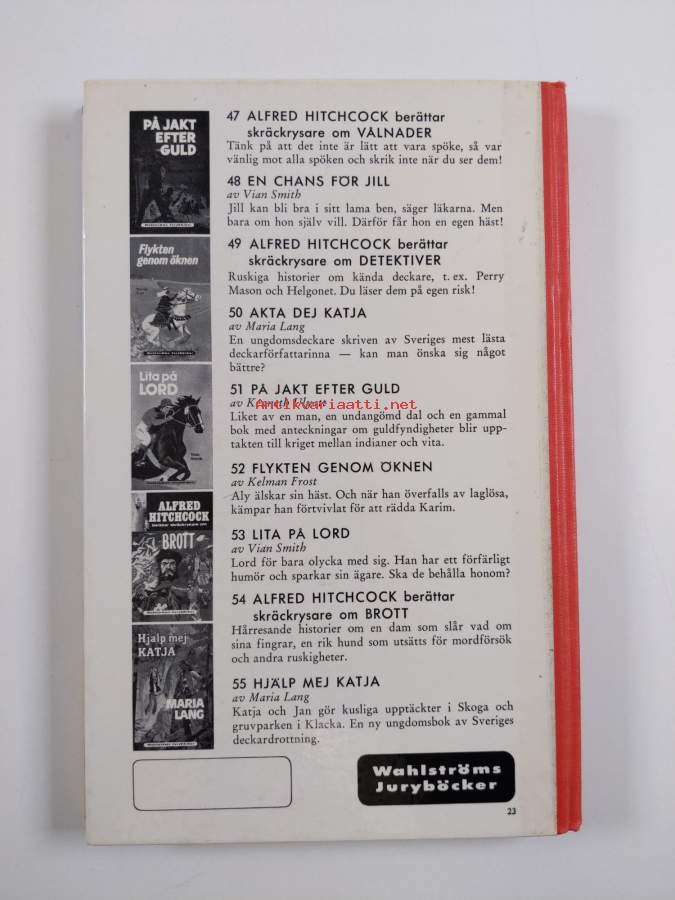 PÅ JAKT
EFTER
GULD
Flykten
genom öknen
Lita på
LORD
ALFRED
HITCHCOCK
BROTT
Hjälp mej
KATJA
MARIA
LANG
47 ALFRED HITCHCOCK berättar
skräckrysare om VÅLNADER
Tänk på att det inte är lätt att vara spöke, så var
vänlig mot alla spöken och skrik inte när du ser dem!
48 EN CHANS FÖR JILL
av Vian Smith
Jill kan bli bra i sitt lama ben, säger läkarna. Men
bara om hon själv vill. Därför får hon en egen häst!
49 ALFRED HITCHCOCK berättar
skräckrysare om DETEKTIVER
Ruskiga historier om kända deckare, t. ex. Perry
Mason och Helgonet. Du läser dem på egen risk!
50 AKTA DEJ KATJA
av Maria Lang
En ungdomsdeckare skriven av Sveriges mest lästa
deckarförfattarinna — kan man önska sig något
bättre?
51 PÅ JAKT EFTER GULD
av Kenneth
Antikvariaatti.net
Liket av en man, en undangömd dal och en gammal
bok med anteckningar om guldfyndigheter blir upp-
takten till kriget mellan indianer och vita.
52 FLYKTEN GENOM ÖKNEN
av Kelman Frost
Aly älskar sin häst. Och när han överfalls av laglösa,
kämpar han förtvivlat för att rädda Karim.
53 LITA PÅ LORD
av Vian Smith
Lord för bara olycka med sig. Han har ett förfärligt
humör och sparkar sin ägare. Ska de behålla honom?
54 ALFRED HITCHCOCK berättar
skräckrysare om BROTT
Hårresande historier om en dam som slår vad om
sina fingrar, en rik hund som utsätts för mordförsök
och andra ruskigheter.
55 HJÄLP MEJ KATJA
av Maria Lang
Katja och Jan gör kusliga upptäckter i Skoga och
gruvparken i Klacka. En ny ungdomsbok av Sveriges
deckardrottning.
Wahlströms
Juryböcker
23